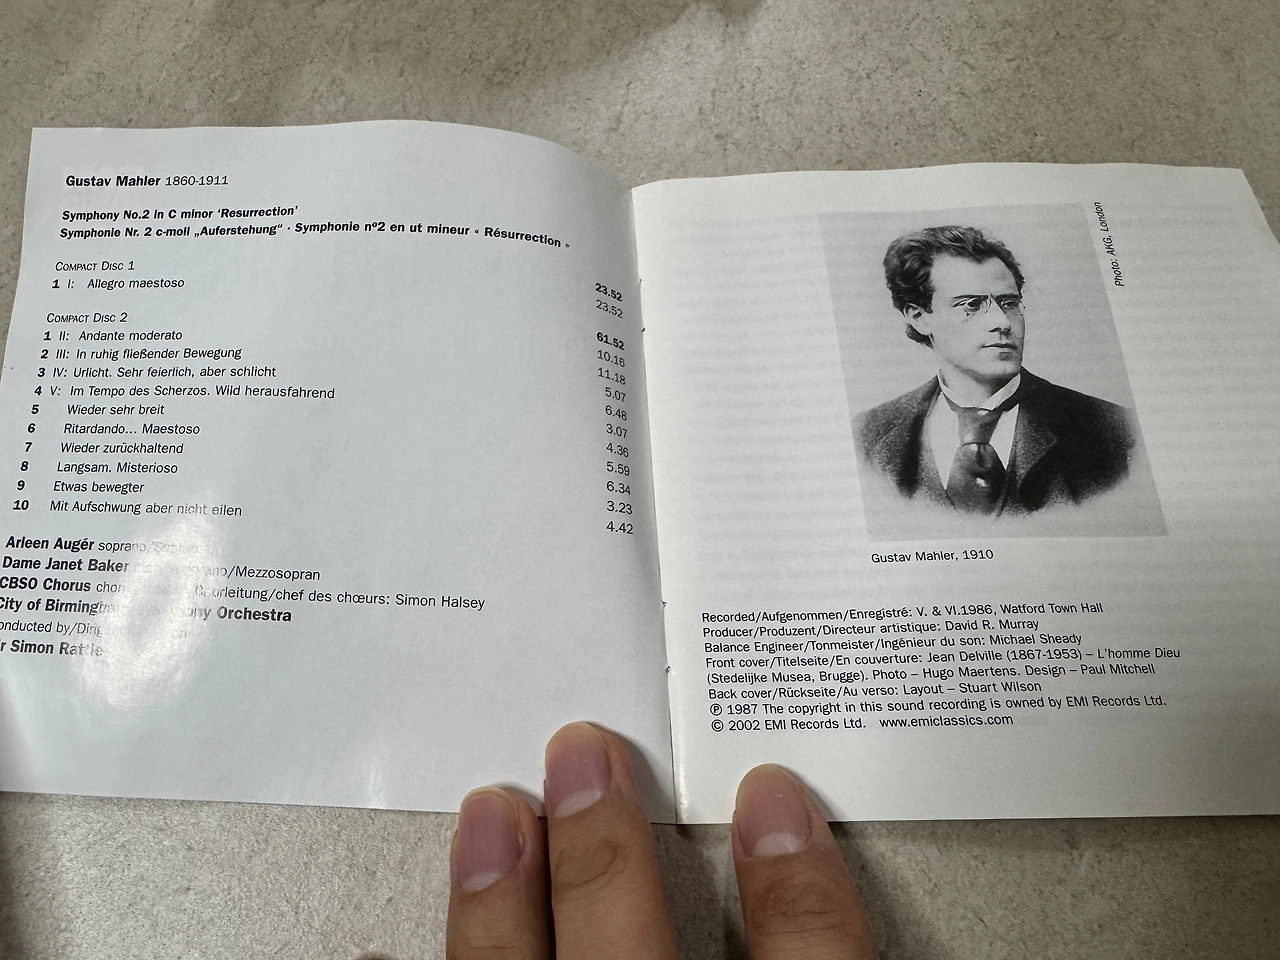 Gustav Mahler 1860-1911
Symphony No.2 in C minor ‘Resurrection’
Symphonie Nr. 2 c-moll „Auferstehung“ · Symphonie nº2 en ut mineur « Résurrection »
COMPACT DISC 1 23.52
1 I: Allegro maestoso 23.52
COMPACT DISC 2 61.52
1 II: Andante moderato 10.16
2 III: In ruhig fließender Bewegung 11.18
3 IV: Urlicht. Sehr feierlich, aber schlicht 5.07
4 V: Im Tempo des Scherzos. Wild herausfahrend 6.48
5 Wieder sehr breit 3.07
6 Ritardando... Maestoso 4.36
7 Wieder zurückhaltend 5.59
8 Langsam. Misterioso 6.34
9 Etwas bewegter 3.23
10 Mit Aufschwung aber nicht eilen 4.42
Arleen Augér soprano/Sopran
Dame Janet Baker /Mezzosopran
CBSO Chorus /chef des chœurs: Simon Halsey
City of Birmingham Symphony Orchestra
conducted by/
Sir Simon Rattle
Photo: AKG, London
Gustav Mahler, 1910
Recorded/Aufgenommen/Enregistré: V. & VI.1986, Watford Town Hall
Producer/Produzent/Directeur artistique: David R. Murray
Balance Engineer/Tonmeister/Ingénieur du son: Michael Sheady
Front cover/Titelseite/En couverture: Jean Delville (1867-1953) – L'homme Dieu
(Stedelijke Musea, Brugge). Photo – Hugo Maertens. Design – Paul Mitchell
Back cover/Rückseite/Au verso: Layout – Stuart Wilson
℗ 1987 The copyright in this sound recording is owned by EMI Records Ltd.
© 2002 EMI Records Ltd. www.emiclassics.com